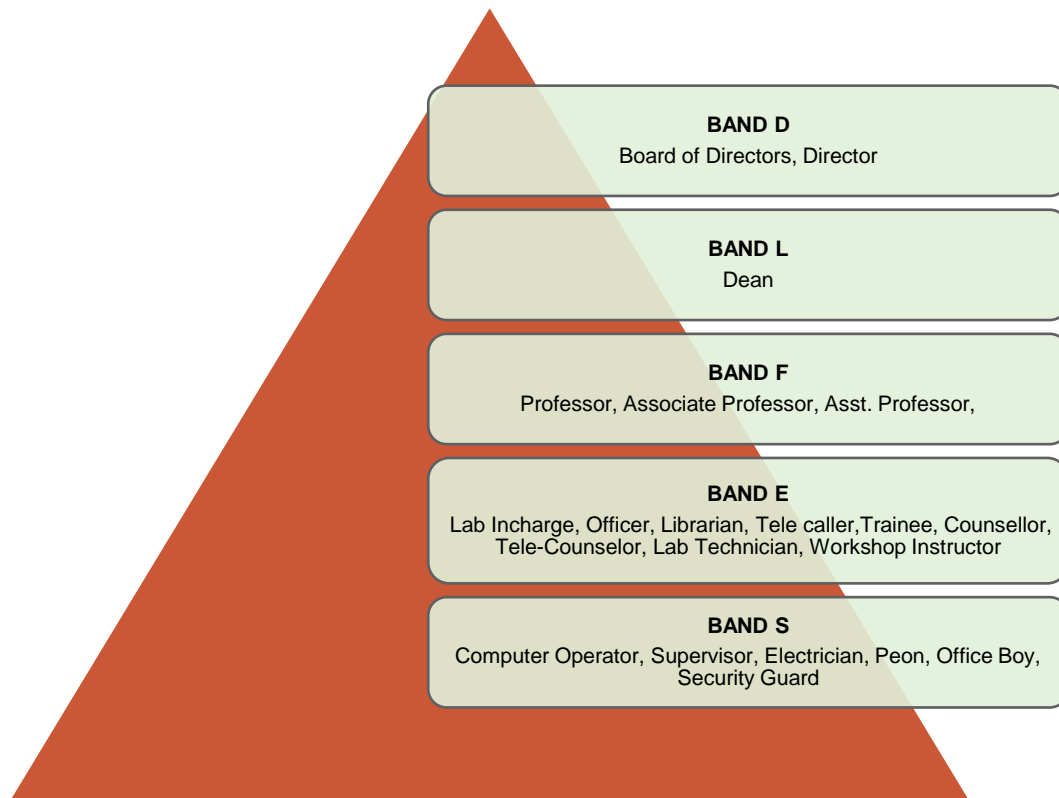 BAND D
Board of Directors, Director
BAND L
Dean
BAND F
Professor, Associate Professor, Asst. Professor,
BAND E
Lab Incharge, Officer, Librarian, Tele caller,Trainee, Counsellor,
Tele-Counselor, Lab Technician, Workshop Instructor
BAND S
Computer Operator, Supervisor, Electrician, Peon, Office Boy,
Security Guard